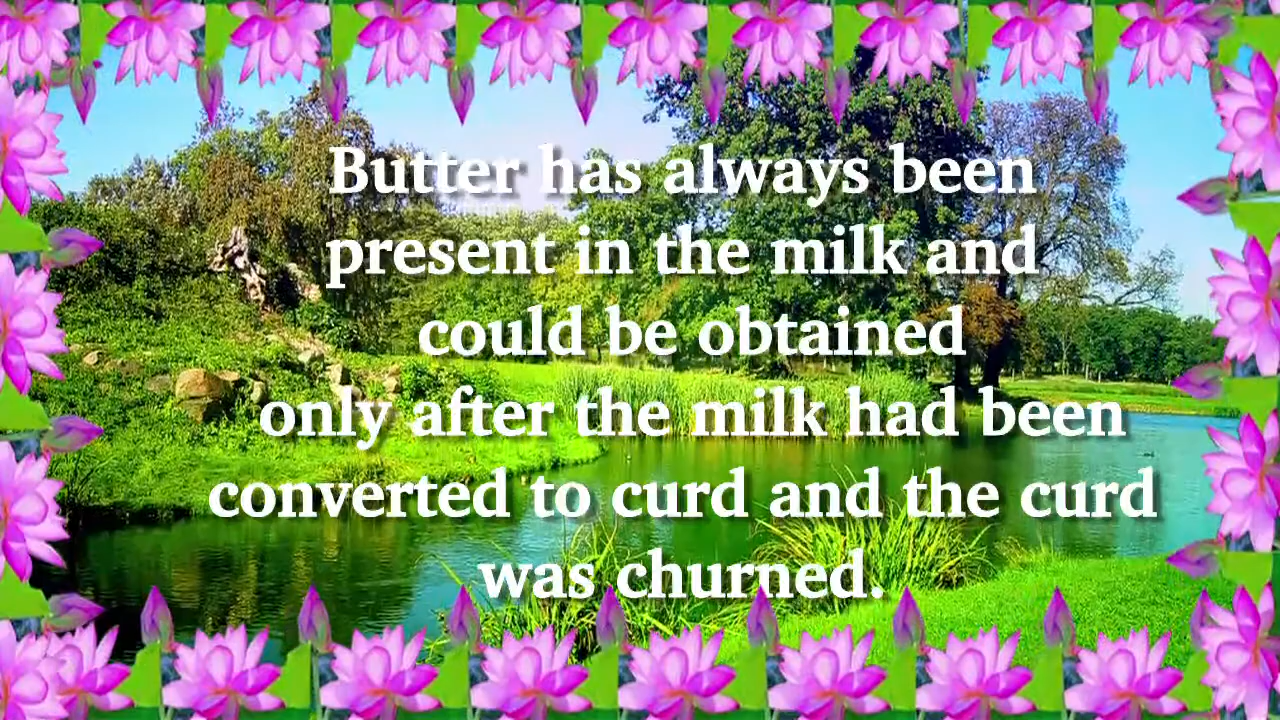 Butter has always been
present in the milk and
could be obtained
only after the milk had been
converted to curd and the curd
was churned.